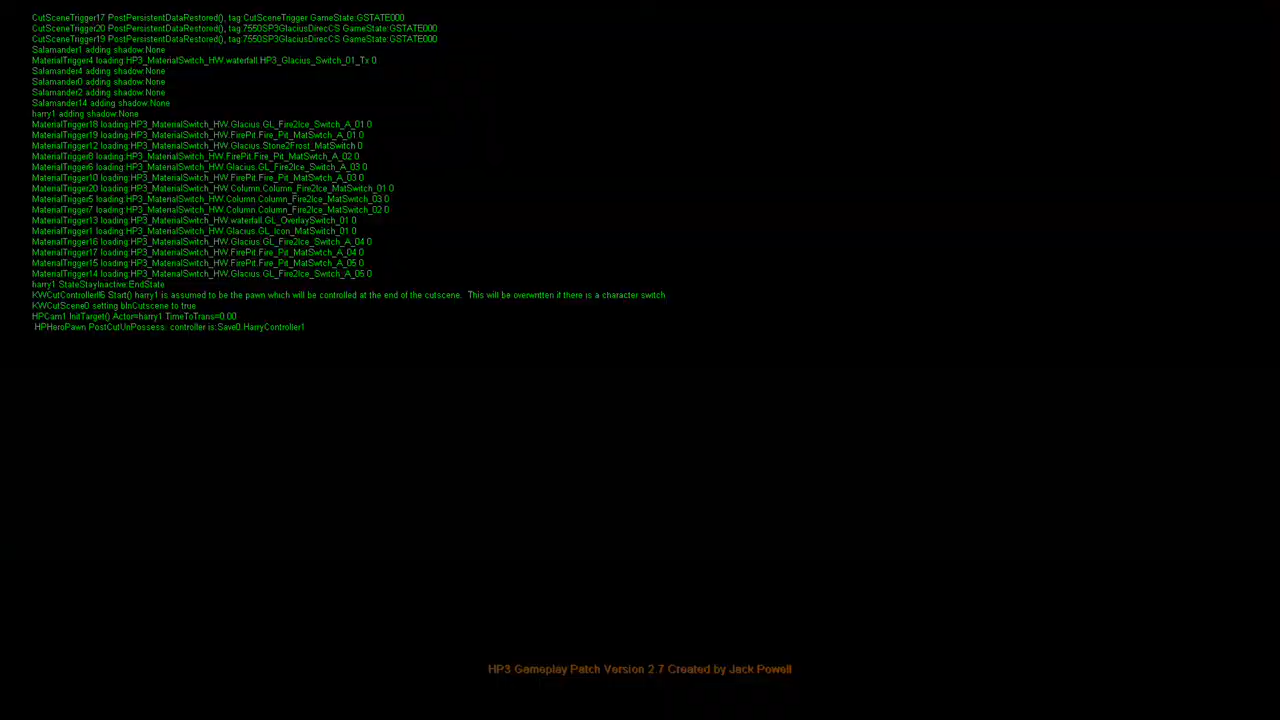 CutSceneTrigger17 PostPersistentDataRestored(), tag:CutSceneTrigger GameState:GSTATE000
CutSceneTrigger20 PostPersistentDataRestored(), tag:7550SP3GlaciusDirecCS GameState:GSTATE000
CutSceneTrigger19 PostPersistentDataRestored(), tag:7550SP3GlaciusDirecCS GameState:GSTATE000
Salamander1 adding shadow:None
MaterialTrigger4 loading:HP3_MaterialSwitch_HW.waterfall.HP3_Glacius_Switch_01_Tx 0
Salamander4 adding shadow:None
Salamander0 adding shadow:None
Salamander2 adding shadow:None
Salamander14 adding shadow:None
harry1 adding shadow:None
MaterialTrigger18 loading:HP3_MaterialSwitch_HW.Glacius.GL_Fire2Ice_Switch_A_01 0
MaterialTrigger19 loading:HP3_MaterialSwitch_HW.FirePit.Fire_Pit_MatSwtch_A_01 0
MaterialTrigger12 loading:HP3_MaterialSwitch_HW.Glacius.Stone2Frost_MatSwitch 0
MaterialTrigger8 loading:HP3_MaterialSwitch_HW.FirePit.Fire_Pit_MatSwtch_A_02 0
MaterialTrigger6 loading:HP3_MaterialSwitch_HW.Glacius.GL_Fire2Ice_Switch_A_03 0
MaterialTrigger10 loading:HP3_MaterialSwitch_HW.FirePit.Fire_Pit_MatSwtch_A_03 0
MaterialTrigger20 loading:HP3_MaterialSwitch_HW.Column.Column_Fire2Ice_MatSwitch_01 0
MaterialTrigger5 loading:HP3_MaterialSwitch_HW.Column.Column_Fire2Ice_MatSwitch_03 0
MaterialTrigger7 loading:HP3_MaterialSwitch_HW.Column.Column_Fire2Ice_MatSwitch_02 0
MaterialTrigger13 loading:HP3_MaterialSwitch_HW.waterfall.GL_OverlaySwitch_01 0
MaterialTrigger1 loading:HP3_MaterialSwitch_HW.Glacius.GL_Icon_MatSwitch_01 0
MaterialTrigger16 loading:HP3_MaterialSwitch_HW.Glacius.GL_Fire2Ice_Switch_A_04 0
MaterialTrigger17 loading:HP3_MaterialSwitch_HW.FirePit.Fire_Pit_MatSwtch_A_04 0
MaterialTrigger15 loading:HP3_MaterialSwitch_HW.FirePit.Fire_Pit_MatSwtch_A_05 0
MaterialTrigger14 loading:HP3_MaterialSwitch_HW.Glacius.GL_Fire2Ice_Switch_A_05 0
harry1 StateStayInactive:EndState
KWCutControllerII6 Start() harry1 is assumed to be the pawn which will be controlled at the end of the cutscene. This will be overwritten if there is a character switch
KWCutScene0 setting bInCutscene to true
HPCam1 InitTarget() Actor=harry1 TimeToTrans=0.00
HPHeroPawn PostCutUnPossess: controller is:Save0.HarryController1
HP3 Gameplay Patch Version 2.7 Created by Jack Powell